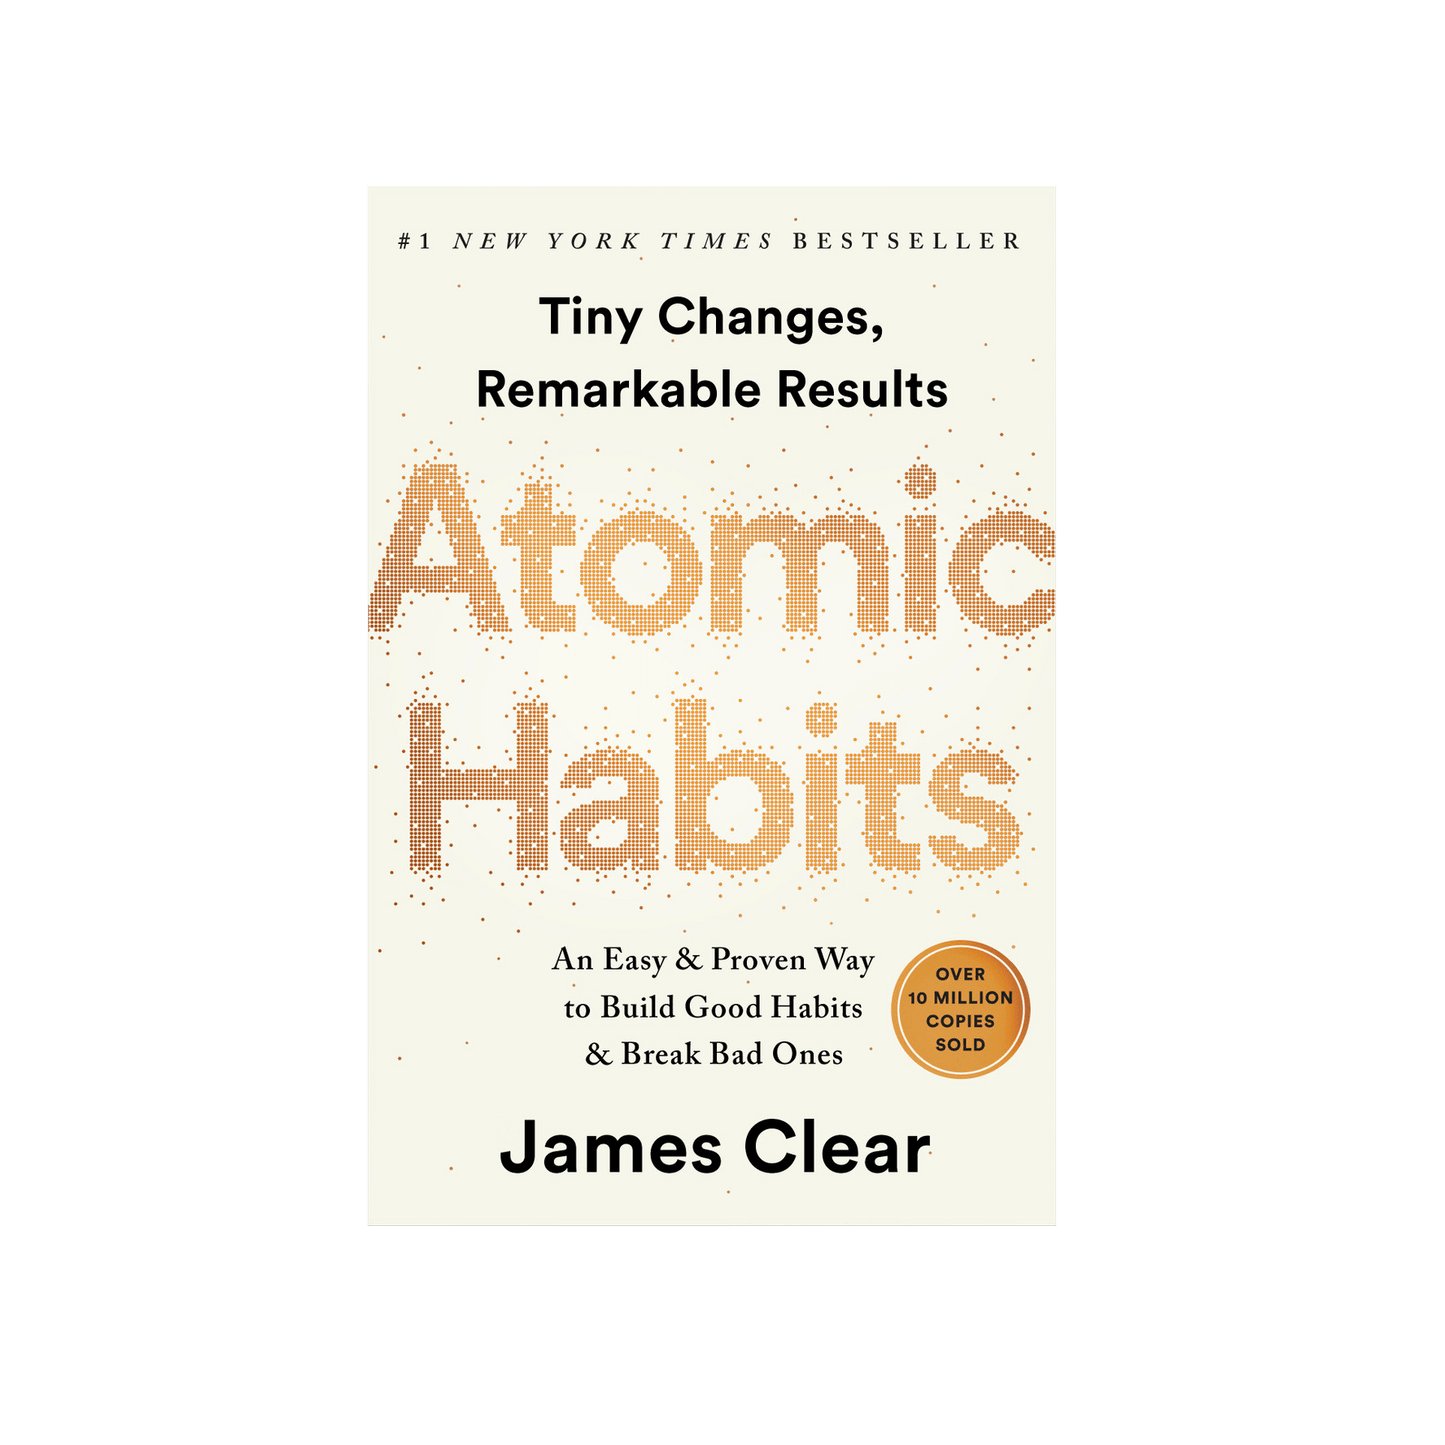 #1 NEW YORK TIMES BESTSELLER
Tiny Changes,
Remarkable Results
Atomic
Habits
An Easy & Proven Way
to Build Good Habits
& Break Bad Ones
OVER
10 MILLION
COPIES
SOLD
James Clear